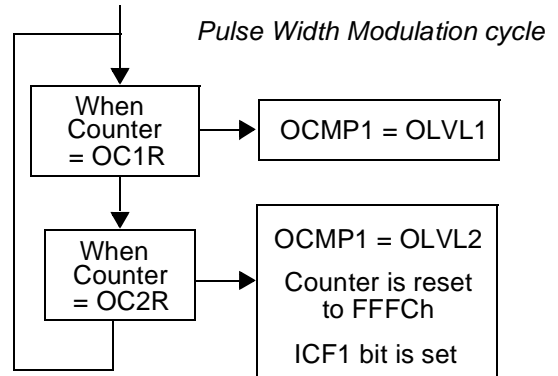 Pulse Width Modulation cycle
When
Counter
= OC1R
OCMP1 = OLVL1
When
Counter
= OC2R
OCMP1 = OLVL2
Counter is reset
to FFFCh
ICF1 bit is set